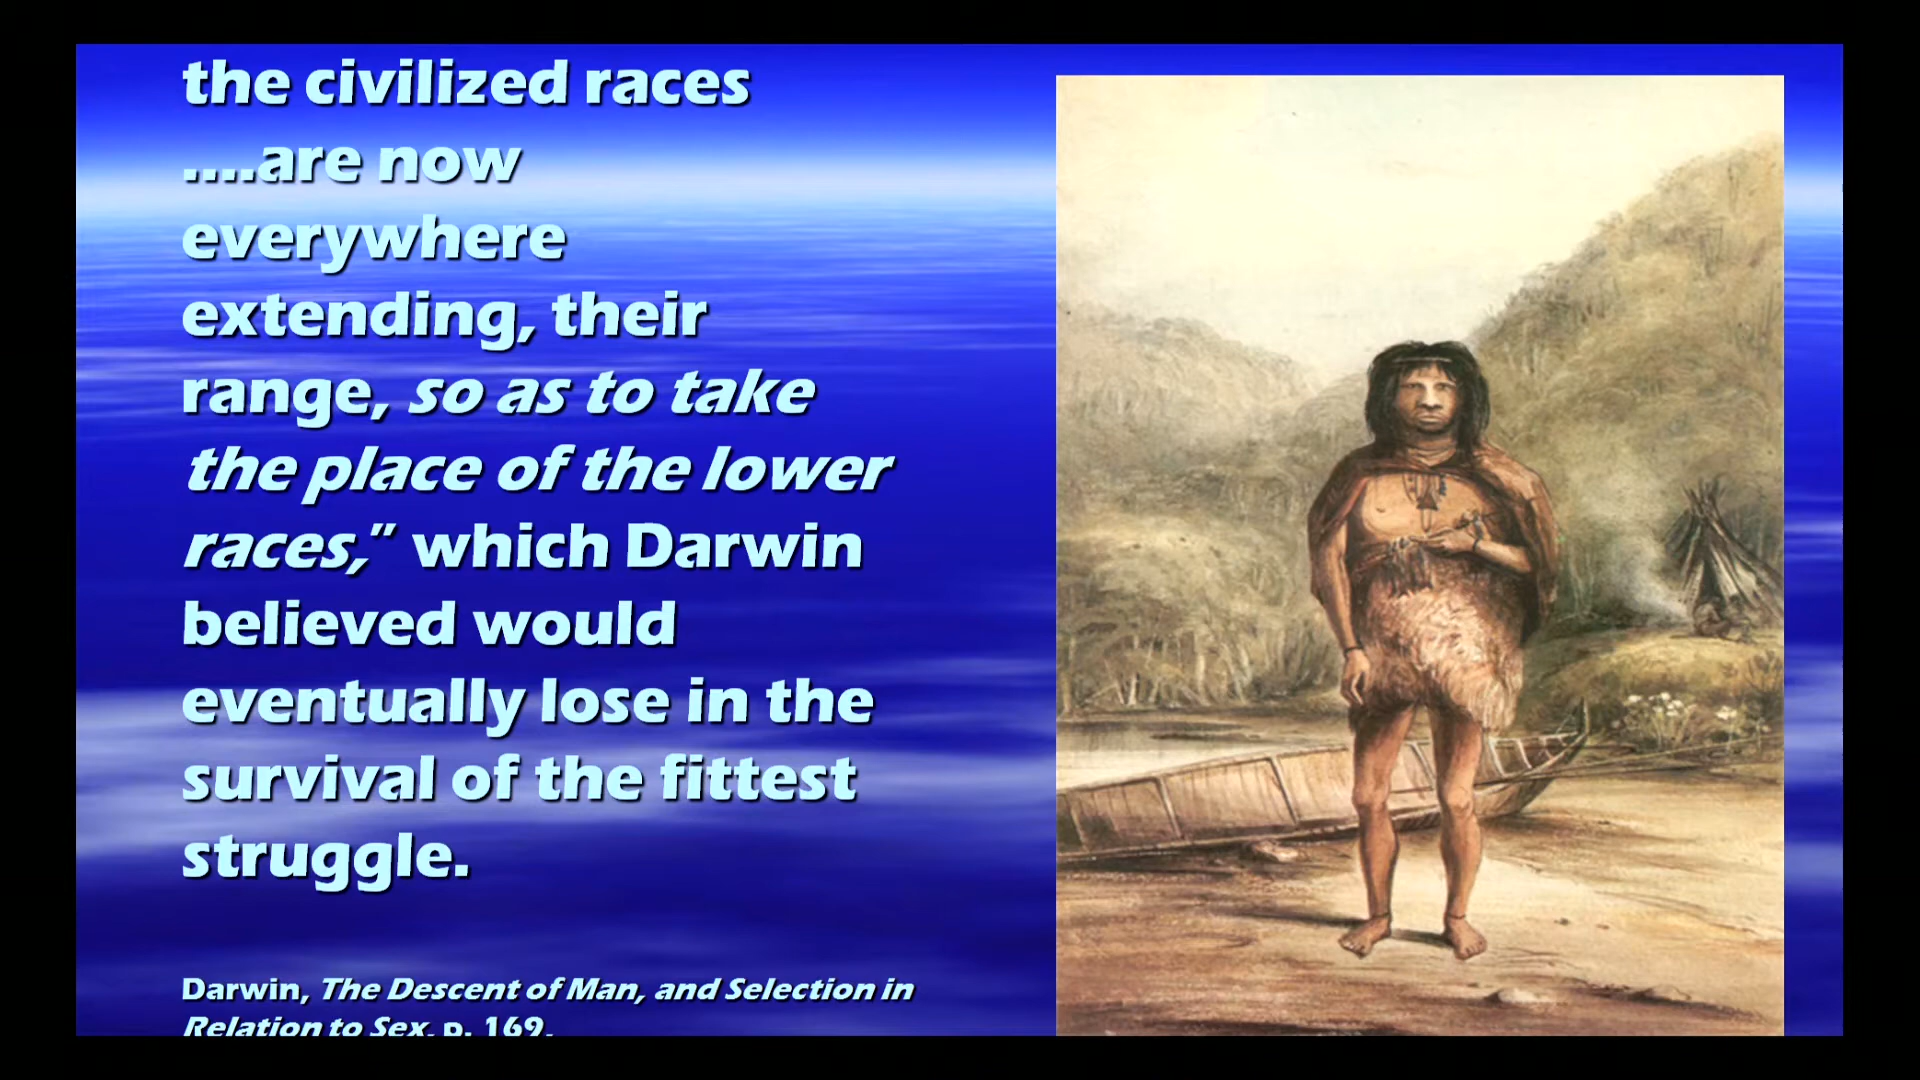 the civilized races
....are now
everywhere
extending, their
range, so as to take
the place of the lower
races,” which Darwin
believed would
eventually lose in the
survival of the fittest
struggle.
Darwin, The Descent of Man, and Selection in
Relation to Sex, p. 169.